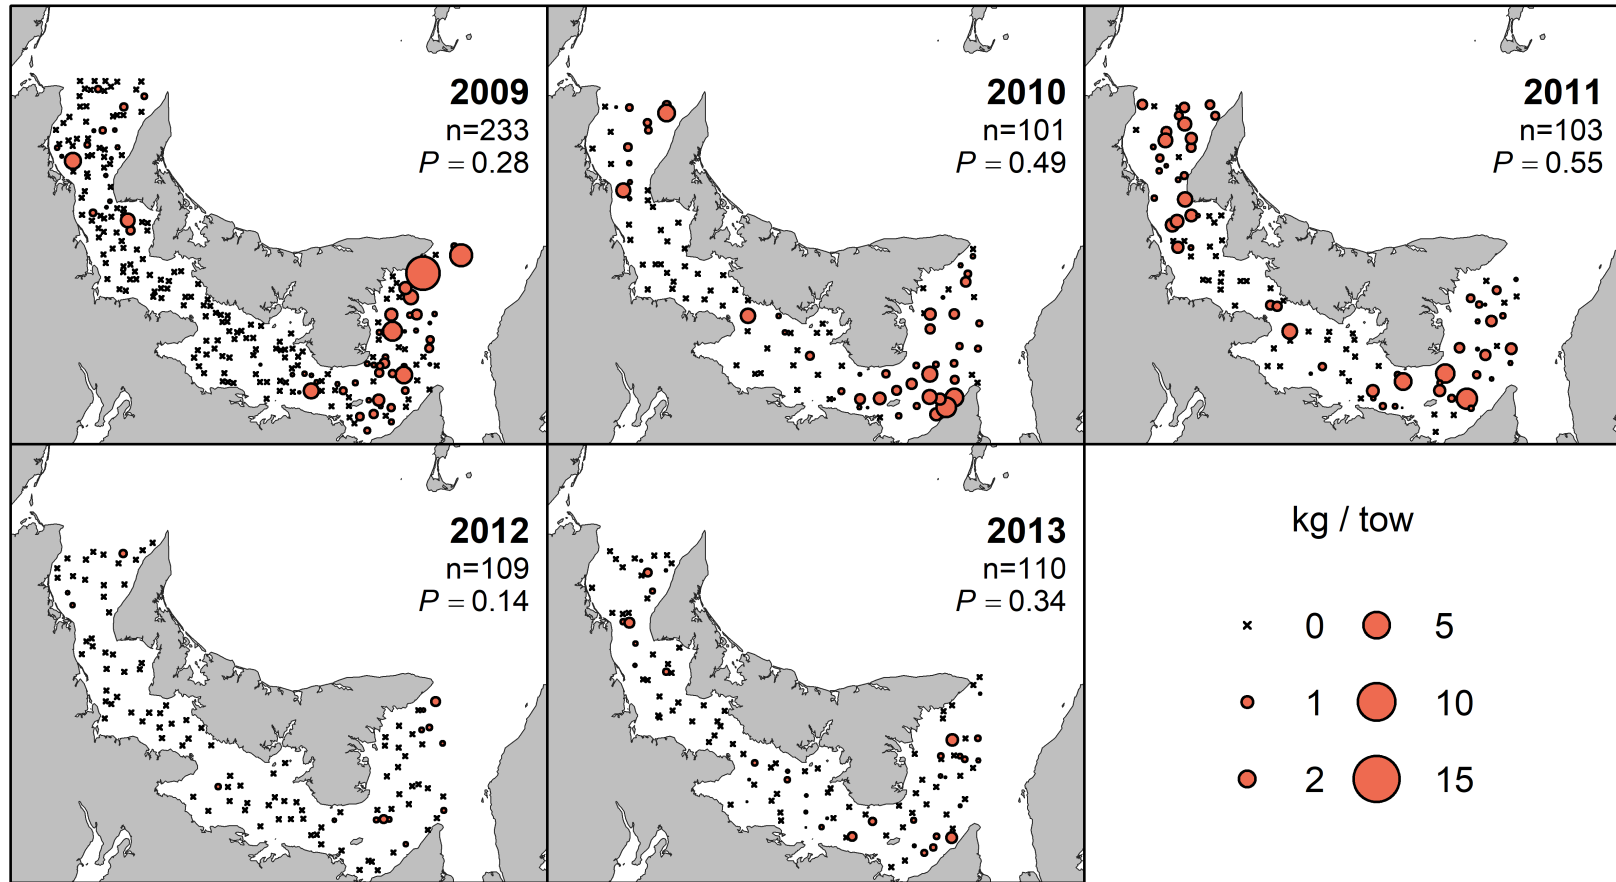 2009
n=233
P = 0.28
2010
n=101
P = 0.49
2011
n=103
P = 0.55
2012
n=109
P = 0.14
2013
n=110
P = 0.34
kg / tow
0 5
1 10
2 15